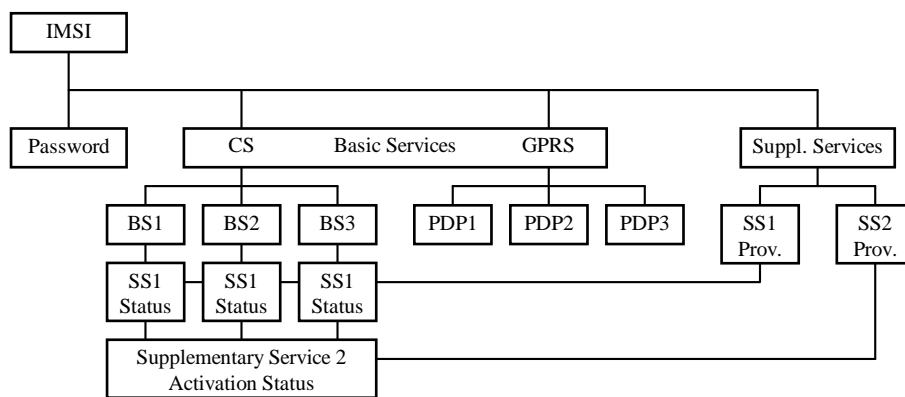 IMSI
Password
CS Basic Services GPRS
Suppl. Services
BS1
BS2
BS3
PDP1
PDP2
PDP3
SS1
Prov.
SS2
Prov.
SS1
Status
SS1
Status
SS1
Status
Supplementary Service 2
Activation Status